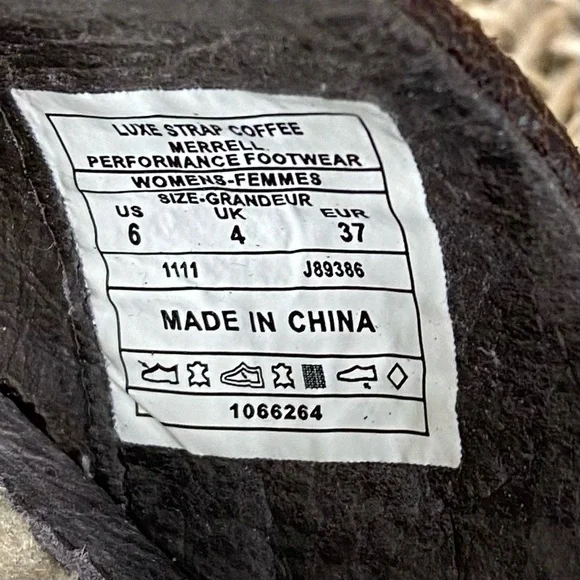 LUXE STRAP COFFEE
MERRELL
PERFORMANCE FOOTWEAR
WOMENS-FEMMES
SIZE-GRANDEUR
US UK EUR
6 4 37
1111 J89386
MADE IN CHINA
1066264